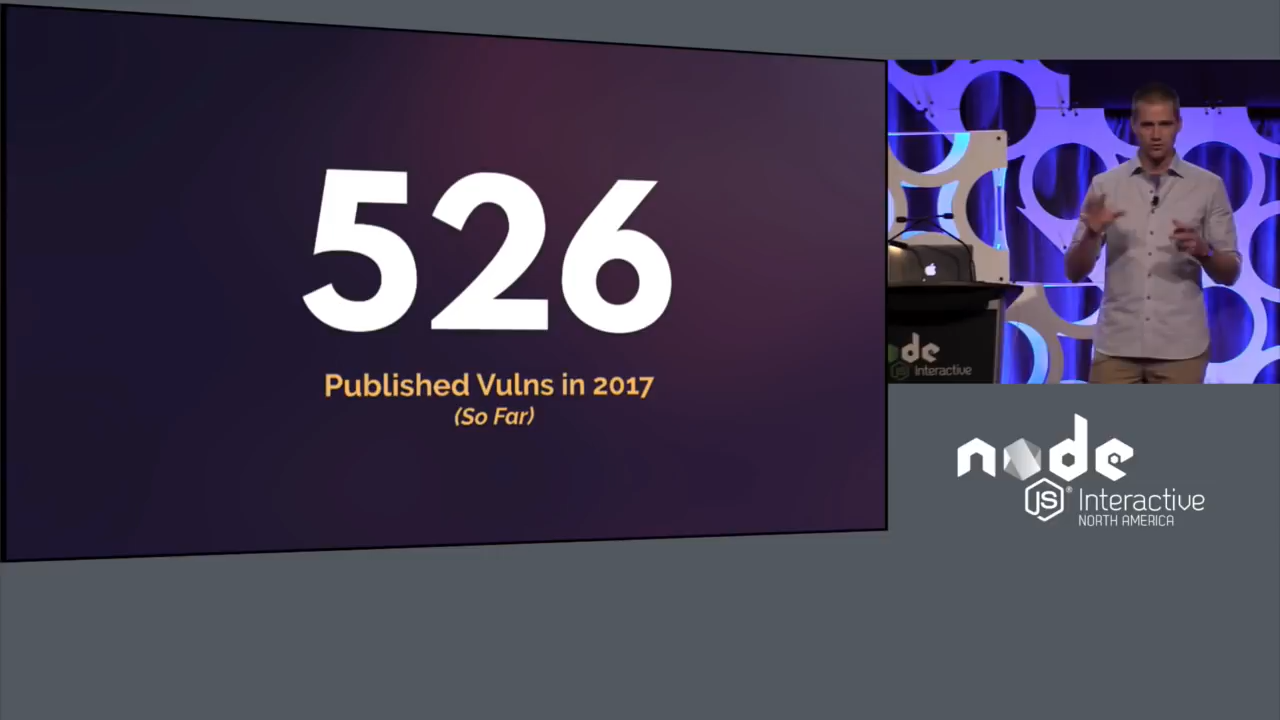 526
Published Vulns in 2017
(So Far)
node
Interactive
node
JS® Interactive
NORTH AMERICA